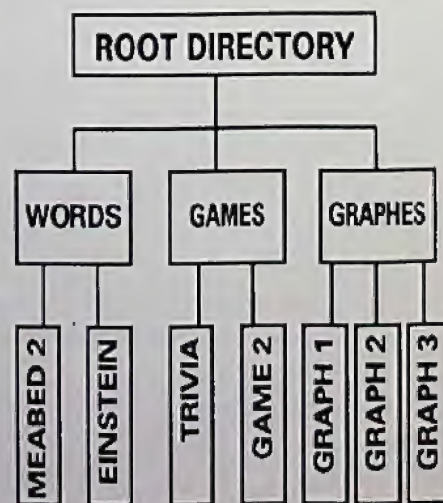 ROOT DIRECTORY
WORDS
GAMES
GRAPHES
MEABED 2
EINSTEIN
TRIVIA
GAME 2
GRAPH 1
GRAPH 2
GRAPH 3